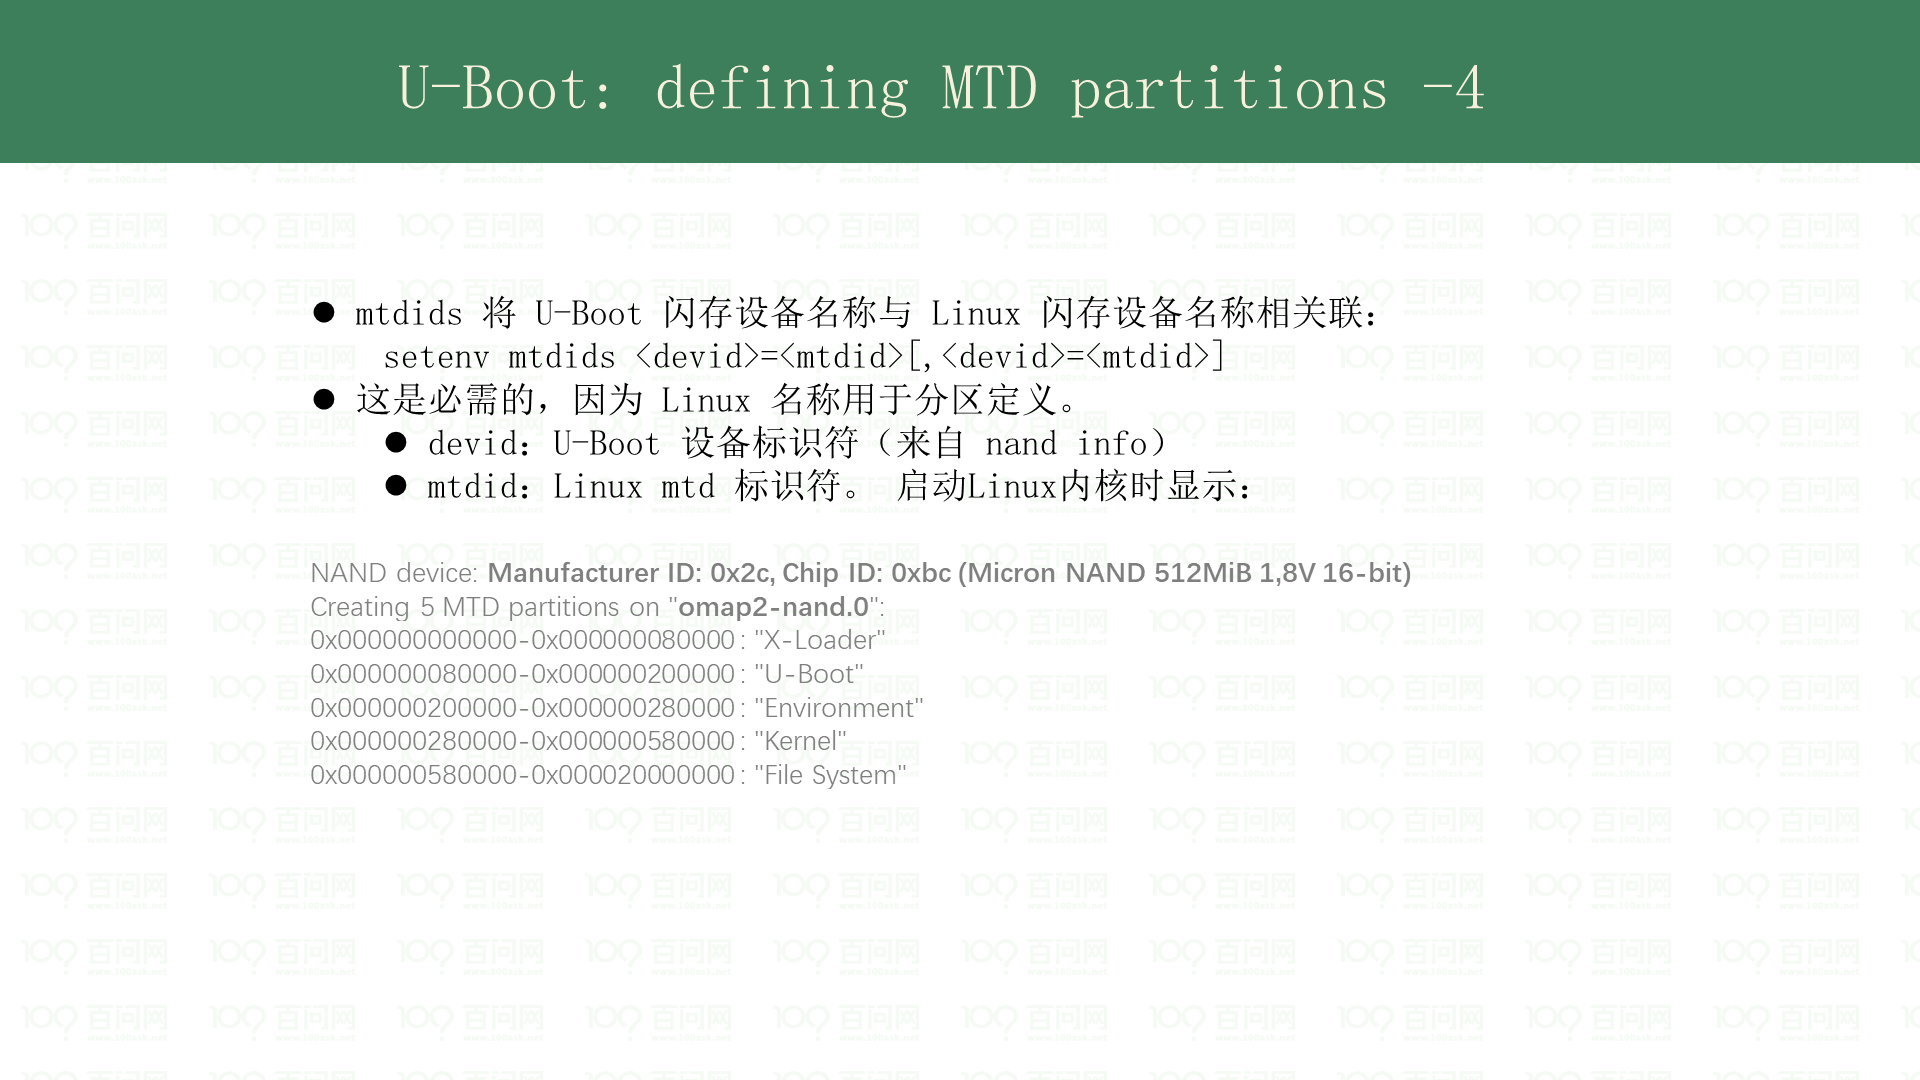 U-Boot: defining MTD partitions -4
● mtdids 将 U-Boot 闪存设备名称与 Linux 闪存设备名称相关联:
setenv mtdids <devid>=<mtdid>[,<devid>=<mtdid>]
● 这是必需的，因为 Linux 名称用于分区定义。
● devid: U-Boot 设备标识符（来自 nand info）
● mtdid: Linux mtd 标识符。 启动Linux内核时显示:
NAND device: Manufacturer ID: 0x2c, Chip ID: 0xbc (Micron NAND 512MiB 1,8V 16-bit)
Creating 5 MTD partitions on "omap2-nand.0":
0x000000000000-0x000000080000 : "X-Loader"
0x000000080000-0x000000200000 : "U-Boot"
0x000000200000-0x000000280000 : "Environment"
0x000000280000-0x000000580000 : "Kernel"
0x000000580000-0x000020000000 : "File System"